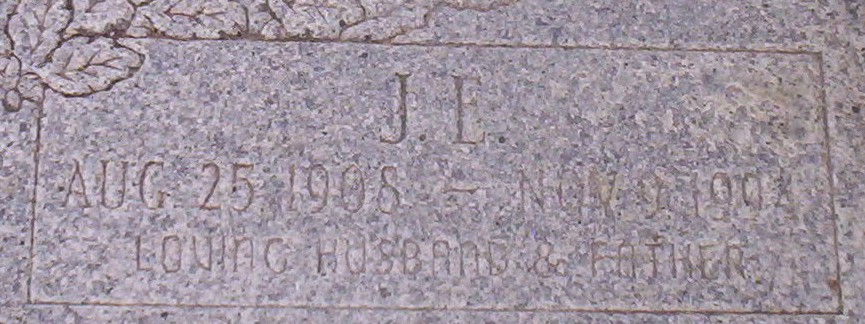 J. E.
AUG 25 1908 – NOV 9 1994
LOVING HUSBAND & FATHER